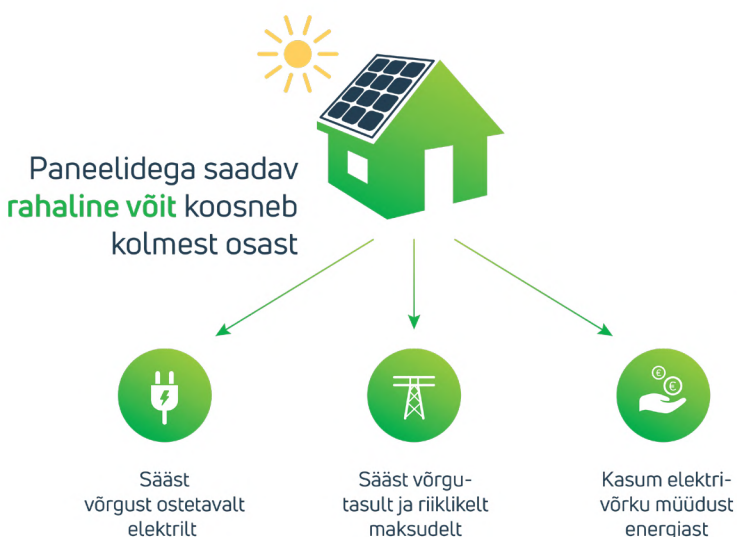 Paneelidega saadav
rahaline võit koosneb
kolmest osast
€
€
Sääst
võrgust ostetavalt
elektrilt
Sääst võrgu-
tasult ja riiklikelt
maksudelt
Kasum elektri-
võrku müüdust
energiast